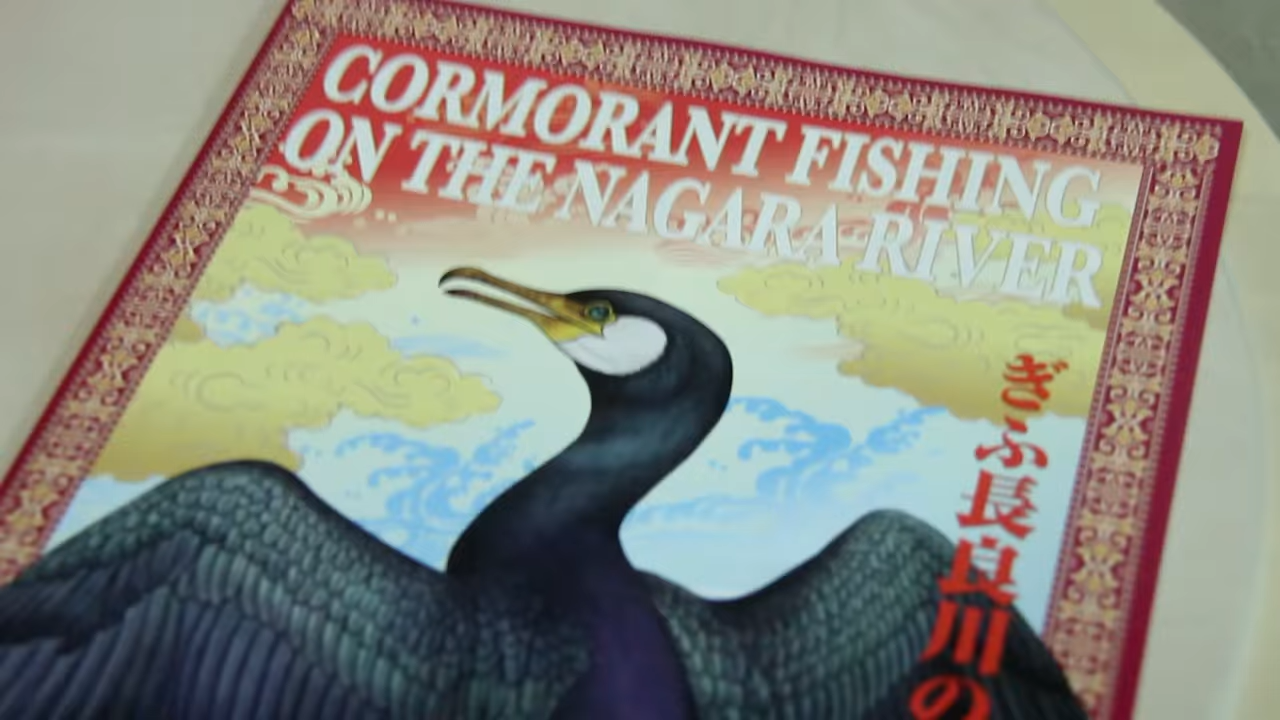 CORMORANT FISHING
ON THE NAGARA RIVER
ぎふ長良川の